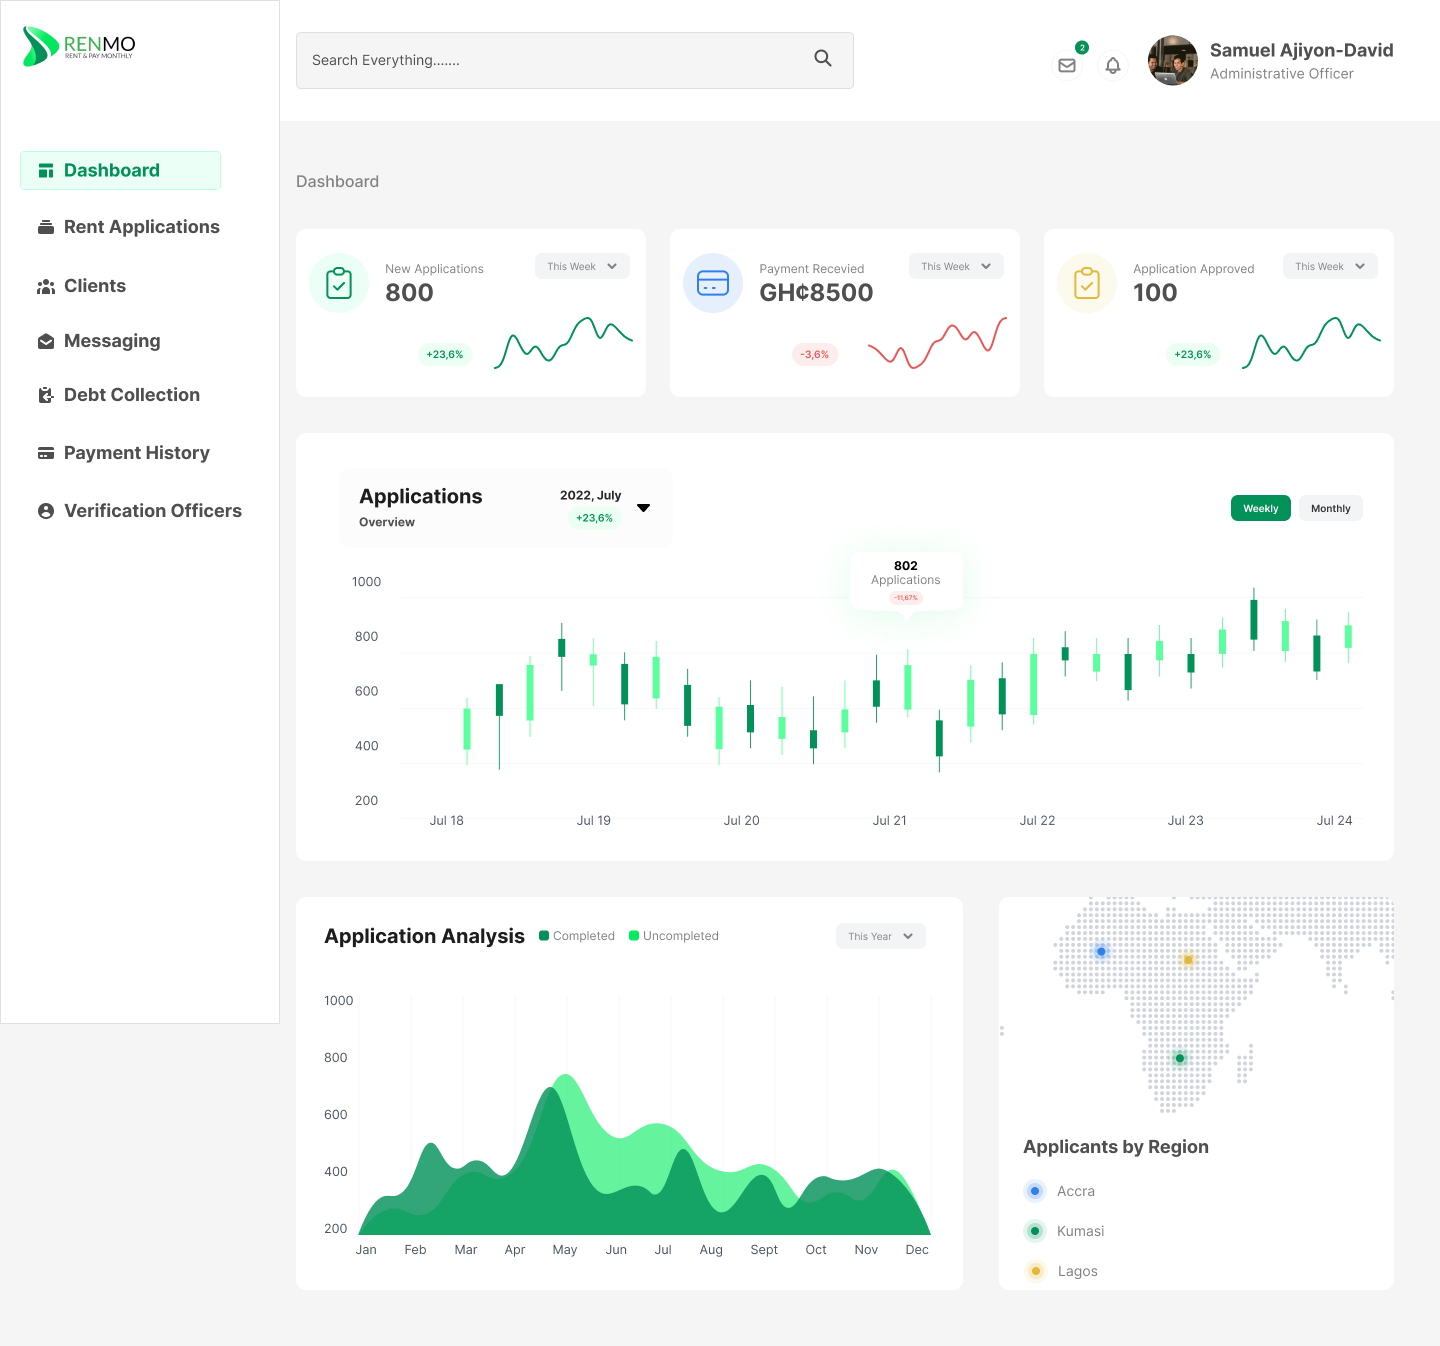 RENMO
RENT & PAY MONTHLY
Search Everything.......
2
Samuel Ajiyon-David
Administrative Officer
Dashboard
Rent Applications
Clients
Messaging
Debt Collection
Payment History
Verification Officers
Dashboard
New Applications
800
This Week
+23,6%
Payment Recevied
GH¢8500
This Week
-3,6%
Application Approved
100
This Week
+23,6%
Applications
Overview
2022, July
+23,6%
Weekly
Monthly
802
Applications
-11,67%
1000
800
600
400
200
Jul 18
Jul 19
Jul 20
Jul 21
Jul 22
Jul 23
Jul 24
Application Analysis
Completed
Uncompleted
This Year
1000
800
600
400
200
Jan
Feb
Mar
Apr
May
Jun
Jul
Aug
Sept
Oct
Nov
Dec
Applicants by Region
Accra
Kumasi
Lagos